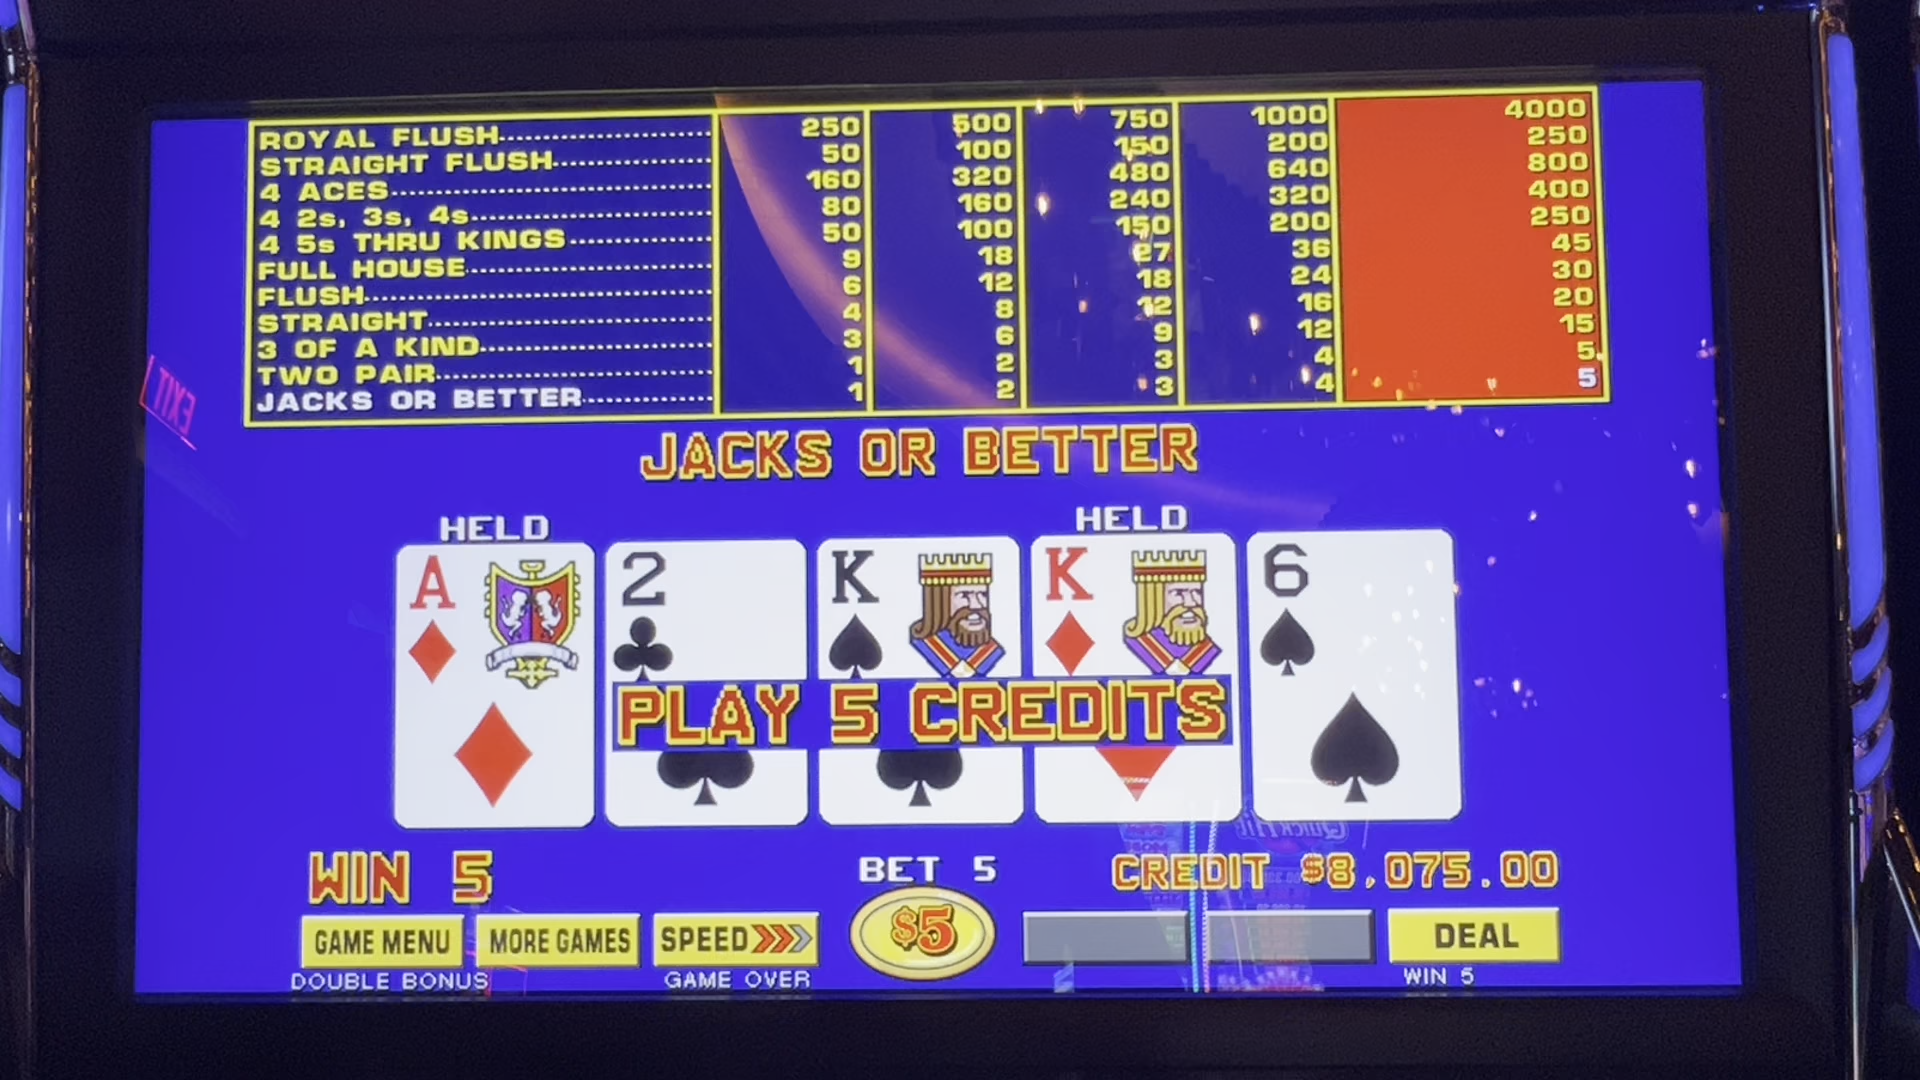 ROYAL FLUSH 250 500 750 1000 4000
STRAIGHT FLUSH 50 100 150 200 250
4 ACES 160 320 480 640 800
4 2s, 3s, 4s 80 160 240 320 400
4 5s THRU KINGS 50 100 150 200 250
FULL HOUSE 9 18 27 36 45
FLUSH 6 12 18 24 30
STRAIGHT 4 8 12 16 20
3 OF A KIND 3 6 9 12 15
TWO PAIR 1 2 3 4 5
JACKS OR BETTER 1 2 3 4 5
EXIT
JACKS OR BETTER
HELD HELD
A 2 K K 6
PLAY 5 CREDITS
WIN 5 BET 5 CREDIT $8,075.00
GAME MENU MORE GAMES SPEED $5 DEAL
DOUBLE BONUS GAME OVER WIN 5